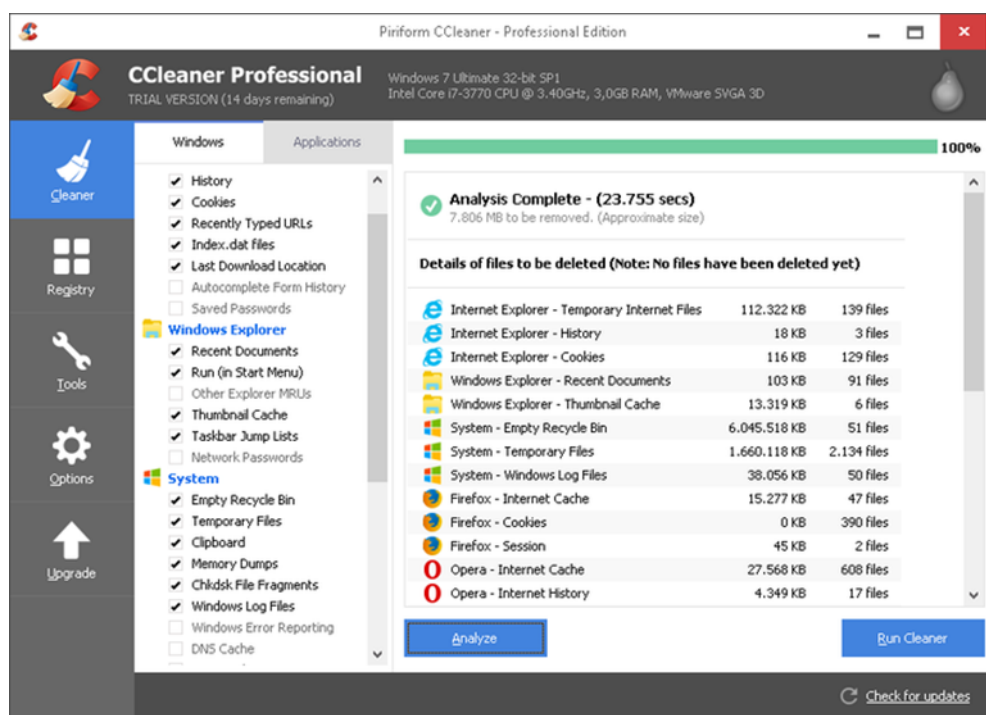 Piriform CCleaner - Professional Edition
CCleaner Professional
TRIAL VERSION (14 days remaining)
Windows 7 Ultimate 32-bit SP1
Intel Core i7-3770 CPU @ 3.40GHz, 3,0GB RAM, VMware SVGA 3D
Cleaner
Registry
Tools
Options
Upgrade
Windows Applications
History
Cookies
Recently Typed URLs
Index.dat files
Last Download Location
Autocomplete Form History
Saved Passwords
Windows Explorer
Recent Documents
Run (in Start Menu)
Other Explorer MRUs
Thumbnail Cache
Taskbar Jump Lists
Network Passwords
System
Empty Recycle Bin
Temporary Files
Clipboard
Memory Dumps
Chkdsk File Fragments
Windows Log Files
Windows Error Reporting
DNS Cache
100%
Analysis Complete - (23.755 secs)
7.806 MB to be removed. (Approximate size)
Details of files to be deleted (Note: No files have been deleted yet)
Internet Explorer - Temporary Internet Files 112.322 KB 139 files
Internet Explorer - History 18 KB 3 files
Internet Explorer - Cookies 116 KB 129 files
Windows Explorer - Recent Documents 103 KB 91 files
Windows Explorer - Thumbnail Cache 13.319 KB 6 files
System - Empty Recycle Bin 6.045.518 KB 51 files
System - Temporary Files 1.660.118 KB 2.134 files
System - Windows Log Files 38.056 KB 50 files
Firefox - Internet Cache 15.277 KB 47 files
Firefox - Cookies 0 KB 390 files
Firefox - Session 45 KB 2 files
Opera - Internet Cache 27.568 KB 608 files
Opera - Internet History 4.349 KB 17 files
Analyze
Run Cleaner
Check for updates